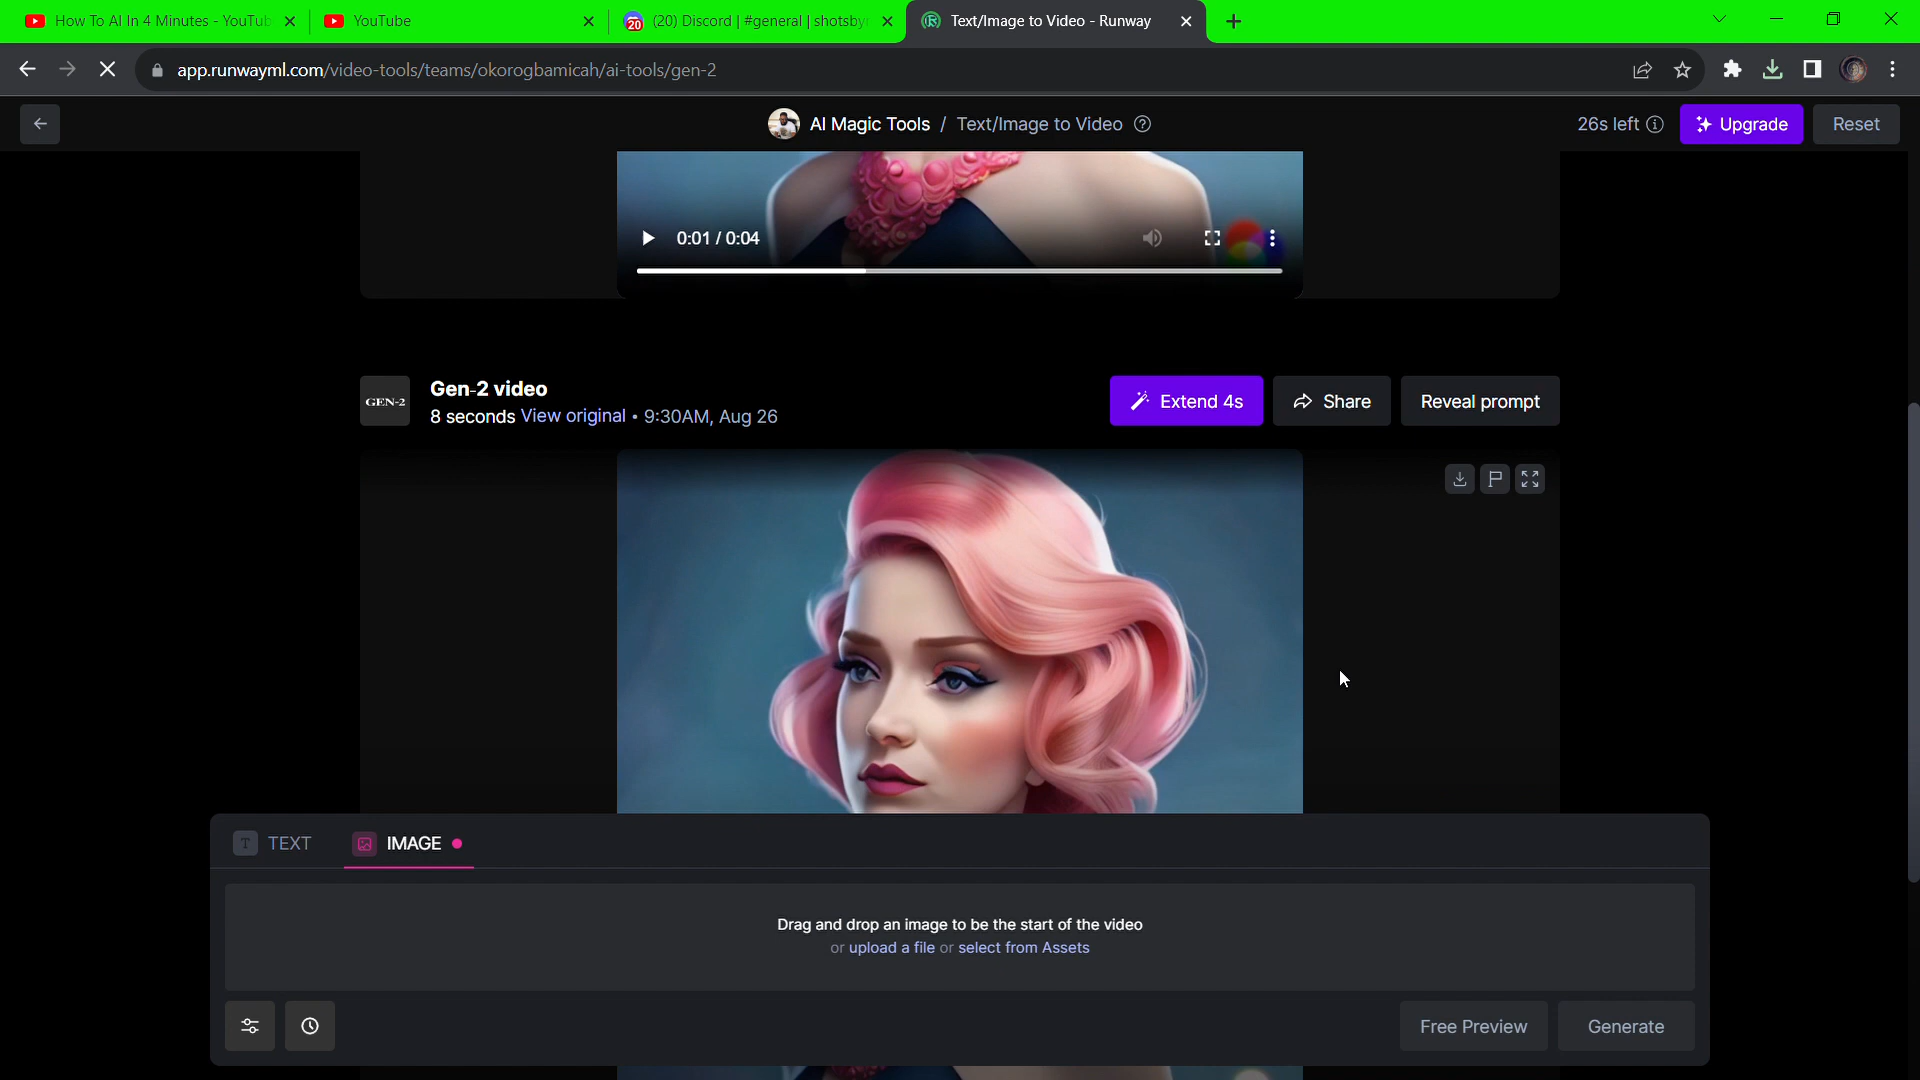 How To AI In 4 Minutes - YouTub
YouTube
20
(20) Discord | #general | shotsby
Text/Image to Video - Runway
app.runwayml.com/video-tools/teams/okorogbamicah/ai-tools/gen-2
AI Magic Tools / Text/Image to Video
26s left
Upgrade
Reset
0:01 / 0:04
GEN-2
Gen-2 video
8 seconds View original • 9:30AM, Aug 26
Extend 4s
Share
Reveal prompt
T TEXT
IMAGE
Drag and drop an image to be the start of the video
or upload a file or select from Assets
Free Preview
Generate